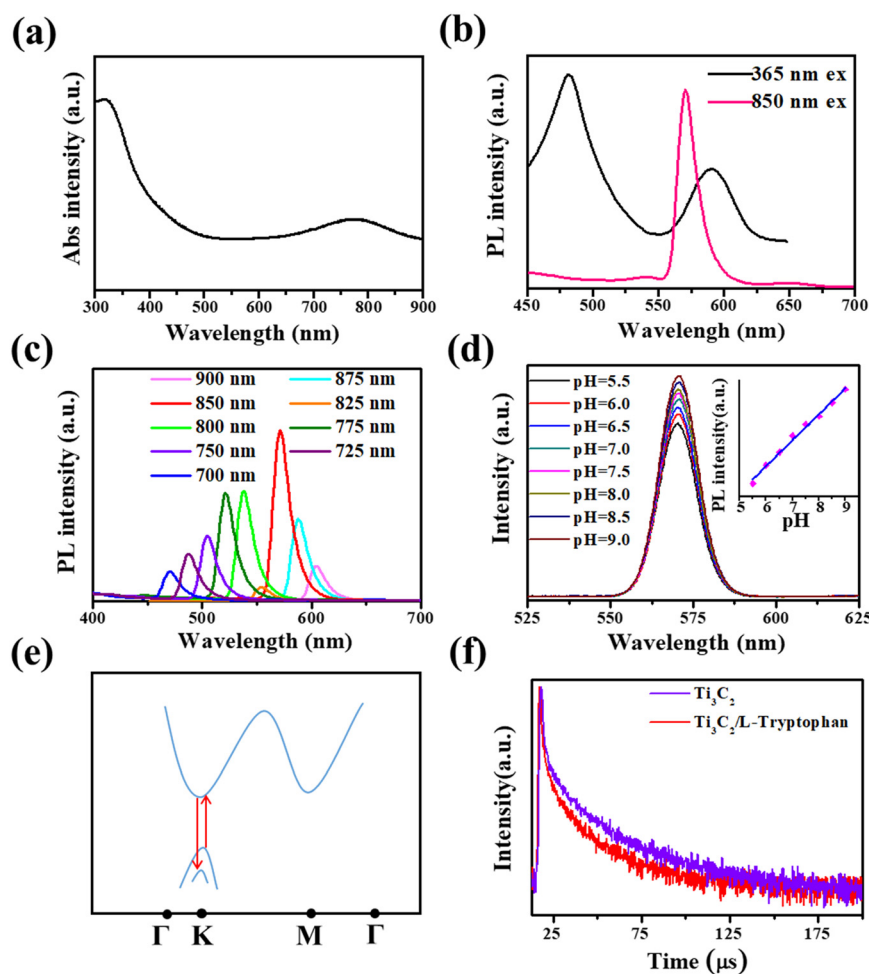 (a)
Abs intensity (a.u.)
300 400 500 600 700 800 900
Wavelength (nm)
(b)
PL intensity (a.u.)
365 nm ex
850 nm ex
450 500 550 600 650 700
Wavelength (nm)
(c)
PL intensity (a.u.)
900 nm
850 nm
800 nm
750 nm
700 nm
875 nm
825 nm
775 nm
725 nm
400 500 600 700
Wavelength (nm)
(d)
Intensity (a.u.)
pH=5.5
pH=6.0
pH=6.5
pH=7.0
pH=7.5
pH=8.0
pH=8.5
pH=9.0
PL intensity(a.u.)
5 6 7 8 9
pH
525 550 575 600 625
Wavelength (nm)
(e)
Γ K M Γ
(f)
Intensity(a.u.)
Ti₃C₂
Ti₃C₂/L-Tryptophan
25 75 125 175
Time (μs)